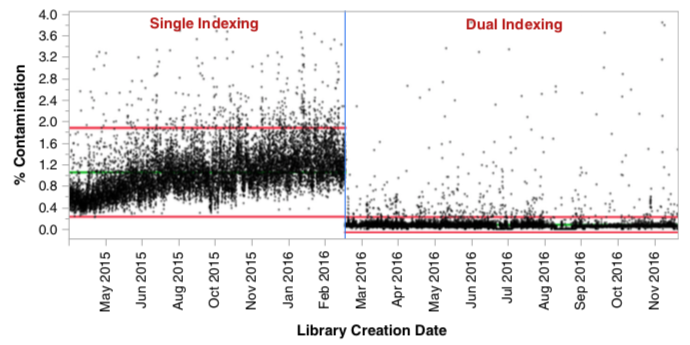 Single Indexing
Dual Indexing
% Contamination
4.0
3.6
3.2
2.8
2.4
2.0
1.6
1.2
0.8
0.4
0.0
May 2015
Jun 2015
Aug 2015
Oct 2015
Nov 2015
Jan 2016
Feb 2016
Mar 2016
Apr 2016
May 2016
Jun 2016
Jul 2016
Aug 2016
Sep 2016
Oct 2016
Nov 2016
Library Creation Date